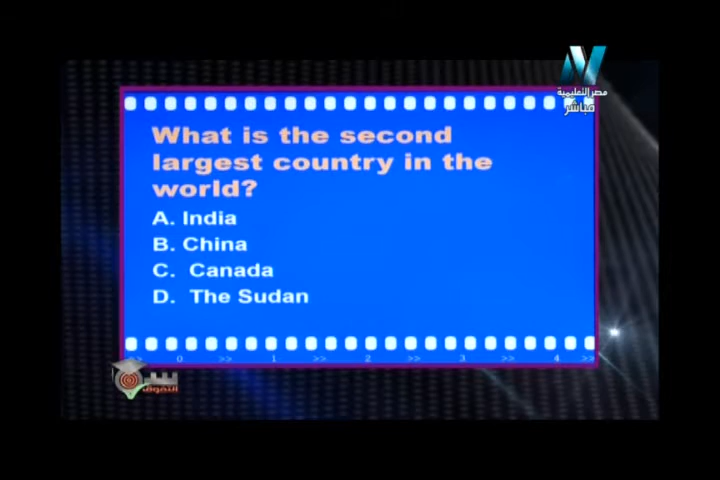 مصر التعليمية
مباشر
What is the second
largest country in the
world?
A. India
B. China
C. Canada
D. The Sudan
>> 0 >> 1 >> 2 >> 3 >> 4 >>
التفوق